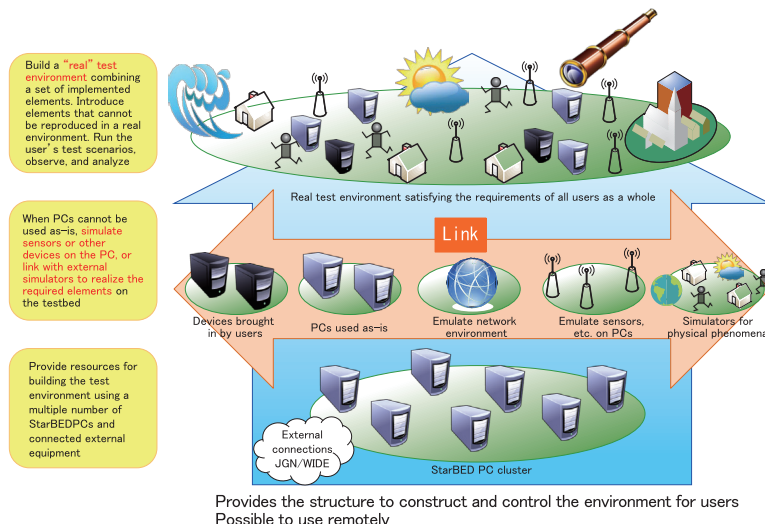 Build a “real” test
environment combining
a set of implemented
elements. Introduce
elements that cannot
be reproduced in a real
environment. Run the
user’s test scenarios,
observe, and analyze
Real test environment satisfying the requirements of all users as a whole
When PCs cannot be
used as-is, simulate
sensors or other
devices on the PC, or
link with external
simulators to realize the
required elements on
the testbed
Link
Devices brought
in by users
PCs used as-is
Emulate network
environment
Emulate sensors,
etc. on PCs
Simulators for
physical phenomena
Provide resources for
building the test
environment using a
multiple number of
StarBEDPCs and
connected external
equipment
External
connections
JGN/WIDE
StarBED PC cluster
Provides the structure to construct and control the environment for users
Possible to use remotely